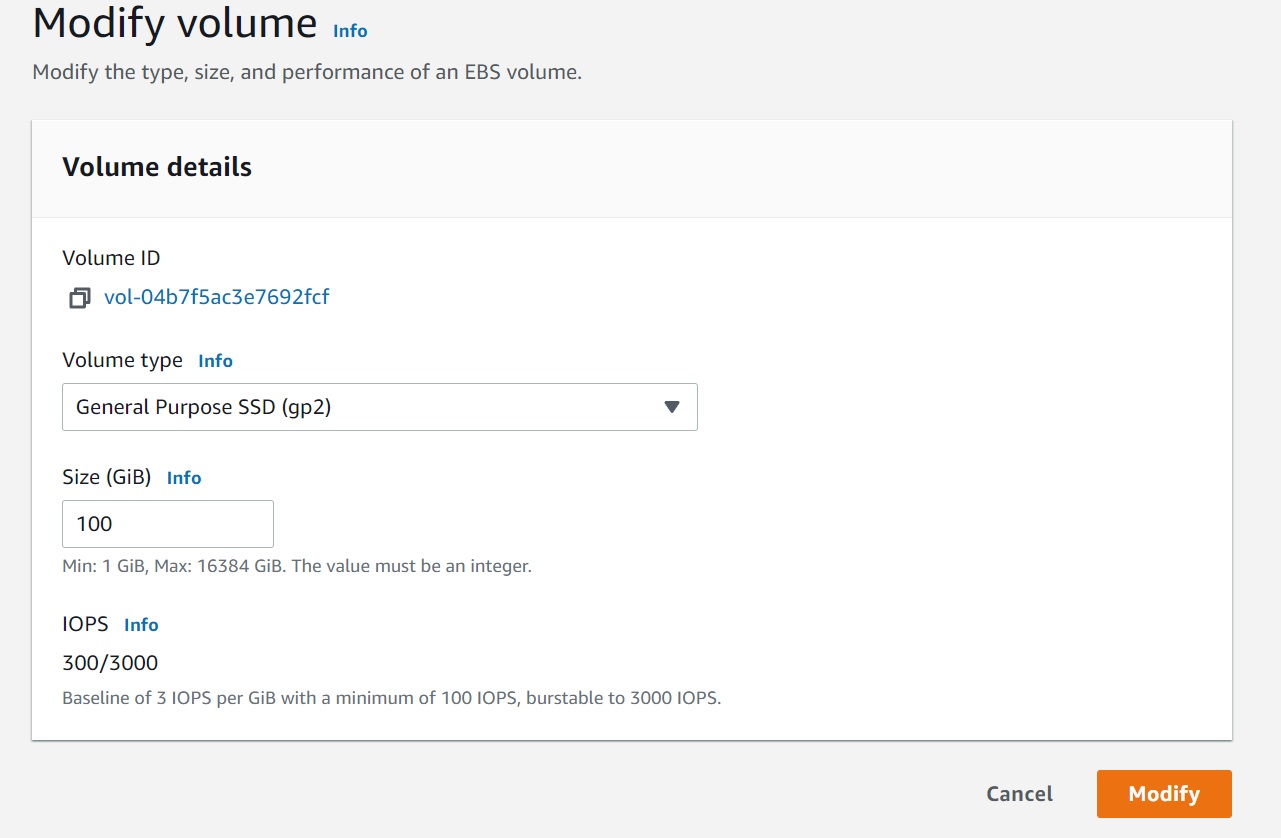 Modify volume Info
Modify the type, size, and performance of an EBS volume.
Volume details
Volume ID
vol-04b7f5ac3e7692fcf
Volume type Info
General Purpose SSD (gp2)
Size (GiB) Info
100
Min: 1 GiB, Max: 16384 GiB. The value must be an integer.
IOPS Info
300/3000
Baseline of 3 IOPS per GiB with a minimum of 100 IOPS, burstable to 3000 IOPS.
Cancel Modify